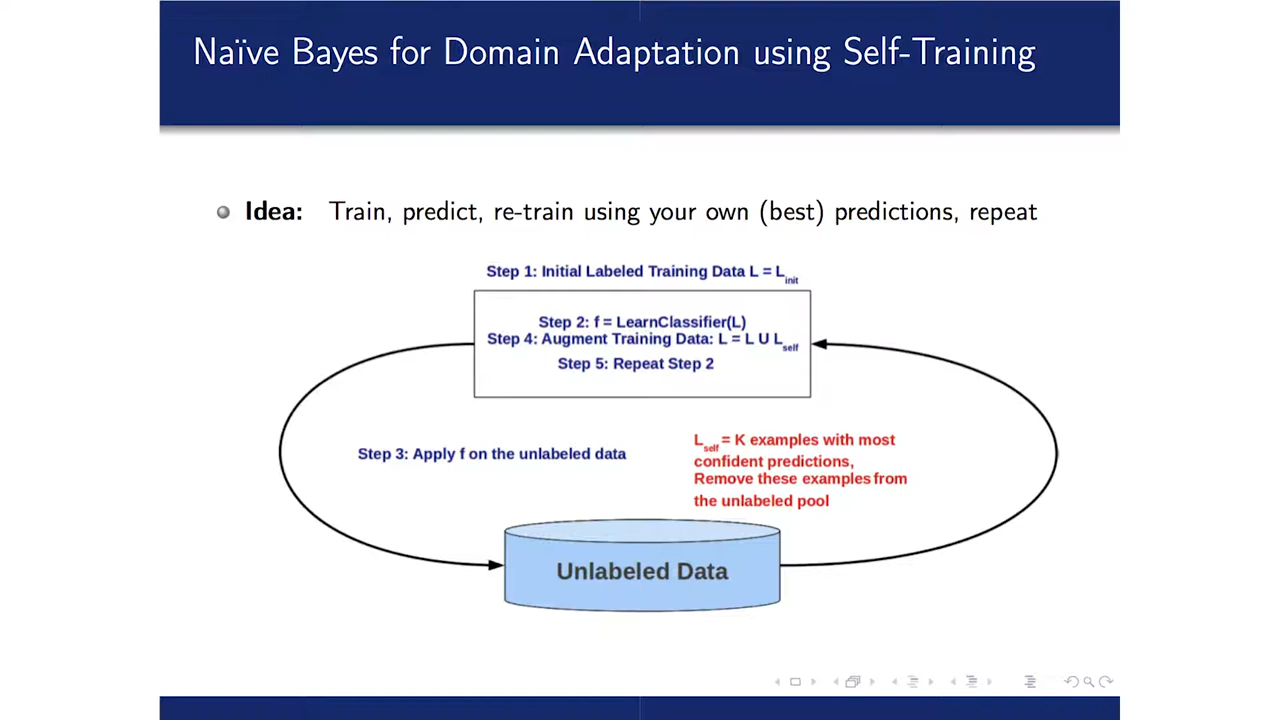 Naïve Bayes for Domain Adaptation using Self-Training
Idea: Train, predict, re-train using your own (best) predictions, repeat
Step 1: Initial Labeled Training Data L = L_init
Step 2: f = LearnClassifier(L)
Step 4: Augment Training Data: L = L U L_self
Step 5: Repeat Step 2
Step 3: Apply f on the unlabeled data
L_self = K examples with most
confident predictions,
Remove these examples from
the unlabeled pool
Unlabeled Data